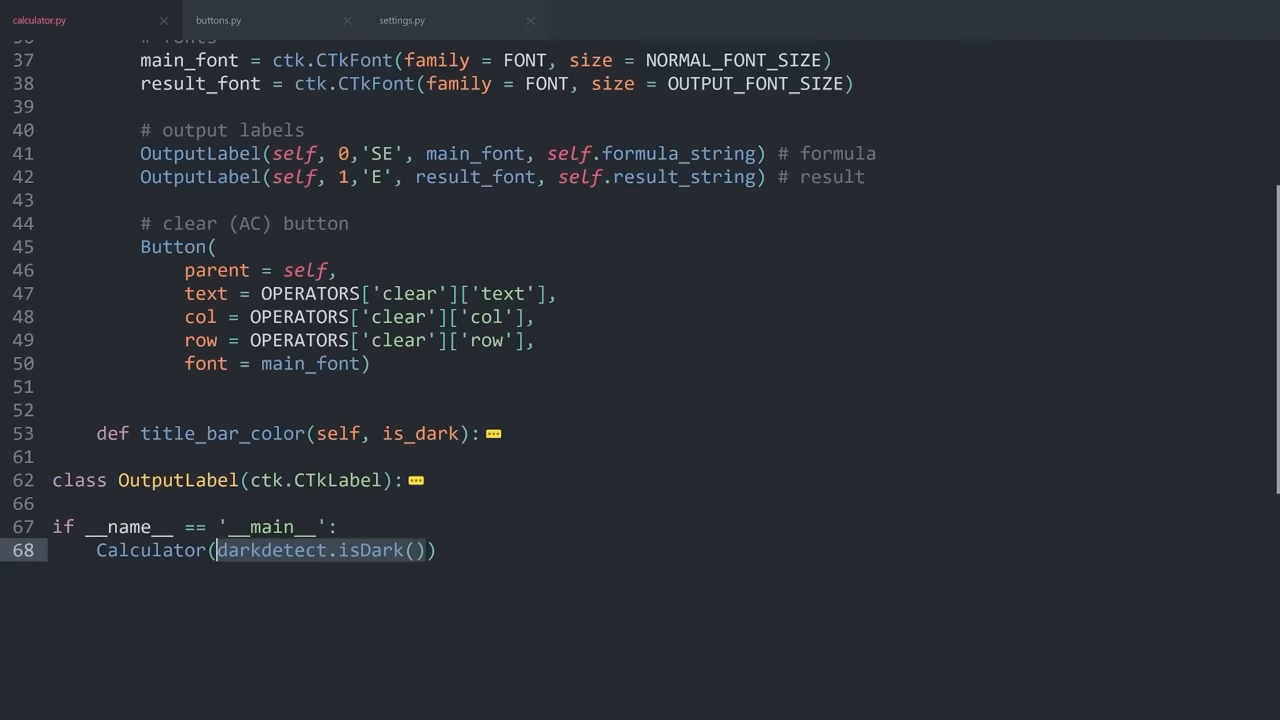 calculator.py × buttons.py × settings.py ×
36 # fonts
37 main_font = ctk.CTkFont(family = FONT, size = NORMAL_FONT_SIZE)
38 result_font = ctk.CTkFont(family = FONT, size = OUTPUT_FONT_SIZE)
39
40 # output labels
41 OutputLabel(self, 0,'SE', main_font, self.formula_string) # formula
42 OutputLabel(self, 1,'E', result_font, self.result_string) # result
43
44 # clear (AC) button
45 Button(
46 parent = self,
47 text = OPERATORS['clear']['text'],
48 col = OPERATORS['clear']['col'],
49 row = OPERATORS['clear']['row'],
50 font = main_font)
51
52
53 def title_bar_color(self, is_dark):
61
62 class OutputLabel(ctk.CTkLabel):
66
67 if __name__ == '__main__':
68 Calculator(darkdetect.isDark())